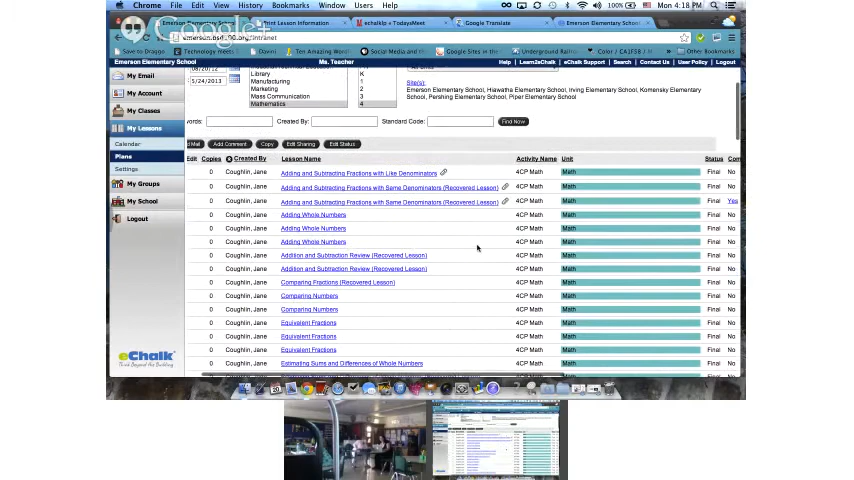 Chrome File Edit View History Bookmarks Users Help 100% Mon 4:18 PM
Emerson Elementary School Print Lesson Information echalklp • TodaysMeet Google Translate Emerson Elementary School
Google+
Save to Draggo Technology Dawni Ten Amazing Social Media and Google Sites in the Underground Railro Color / CA1F58 / Other Bookmarks
Emerson Elementary School Ms. Teacher Help Learn2eChalk eChalk Support Search Contact Us User Policy Logout
My Email
My Account
My Classes
My Lessons
Calendar
Plans
Settings
My Groups
My School
Logout
eChalk
5/24/2013
Library
Manufacturing
Marketing
Mass Communication
Mathematics
K
1
2
3
4
Site(s):
Emerson Elementary School, Hiawatha Elementary School, Irving Elementary School, Komensky Elementary School, Pershing Elementary School, Piper Elementary School
words: Created By: Standard Code: Find Now
Mail Add Comment Copy Edit Sharing Edit Status
Edit Copies Created By Lesson Name Activity Name Unit Status Com
0 Coughlin, Jane Adding and Subtracting Fractions with Like Denominators 4CP Math Math Final No
0 Coughlin, Jane Adding and Subtracting Fractions with Same Denominators (Recovered Lesson) 4CP Math Math Final No
0 Coughlin, Jane Adding and Subtracting Fractions with Same Denominators (Recovered Lesson) 4CP Math Math Final Yes
0 Coughlin, Jane Adding Whole Numbers 4CP Math Math Final No
0 Coughlin, Jane Adding Whole Numbers 4CP Math Math Final No
0 Coughlin, Jane Adding Whole Numbers 4CP Math Math Final No
0 Coughlin, Jane Addition and Subtraction Review (Recovered Lesson) 4CP Math Math Final No
0 Coughlin, Jane Addition and Subtraction Review (Recovered Lesson) 4CP Math Math Final No
0 Coughlin, Jane Comparing Fractions (Recovered Lesson) 4CP Math Math Final No
0 Coughlin, Jane Comparing Numbers 4CP Math Math Final No
0 Coughlin, Jane Comparing Numbers 4CP Math Math Final No
0 Coughlin, Jane Equivalent Fractions 4CP Math Math Final No
0 Coughlin, Jane Equivalent Fractions 4CP Math Math Final No
0 Coughlin, Jane Equivalent Fractions 4CP Math Math Final No
0 Coughlin, Jane Estimating Sums and Differences of Whole Numbers 4CP Math Math Final No